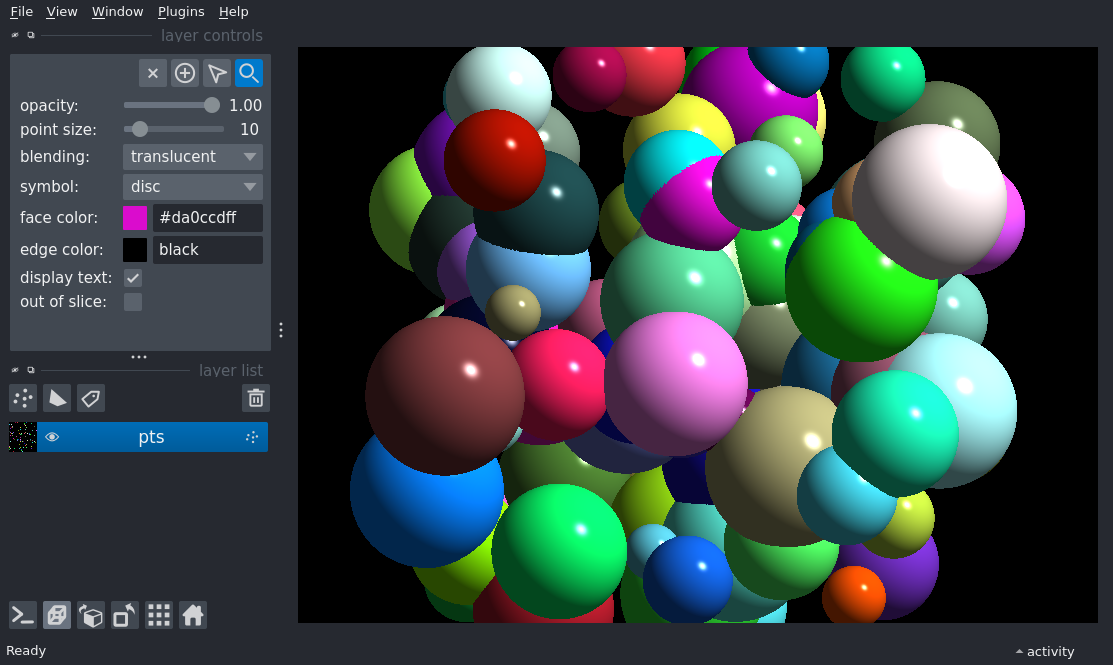 File View Window Plugins Help
layer controls
opacity: 1.00
point size: 10
blending: translucent
symbol: disc
face color: #da0ccdff
edge color: black
display text:
out of slice:
layer list
pts
Ready
activity